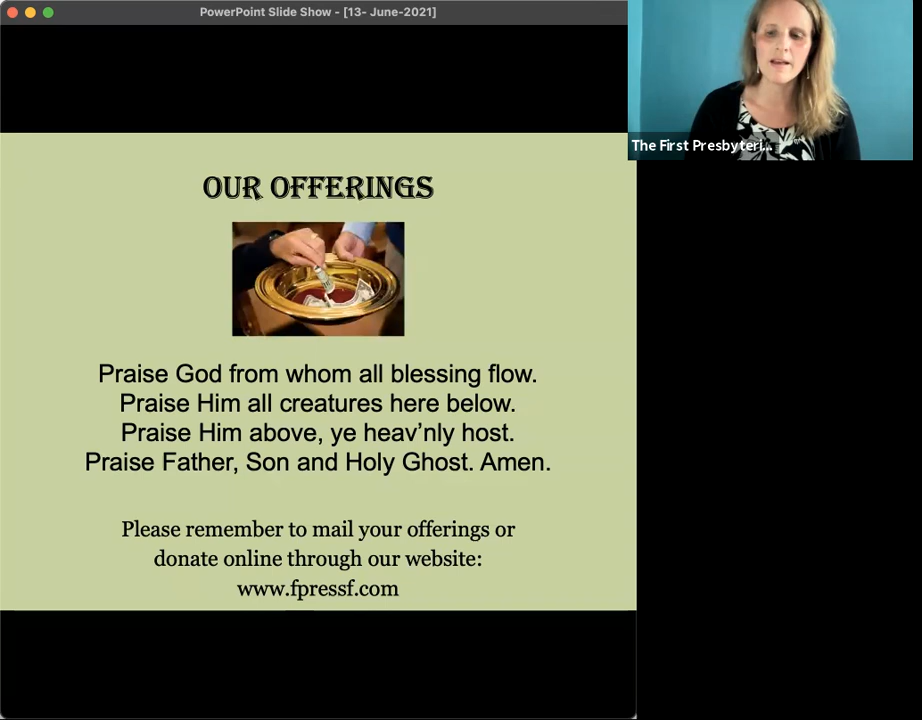 PowerPoint Slide Show - [13- June-2021]
The First Presbyteri...
OUR OFFERINGS
Praise God from whom all blessing flow.
Praise Him all creatures here below.
Praise Him above, ye heav’nly host.
Praise Father, Son and Holy Ghost. Amen.
Please remember to mail your offerings or
donate online through our website:
www.fpressf.com